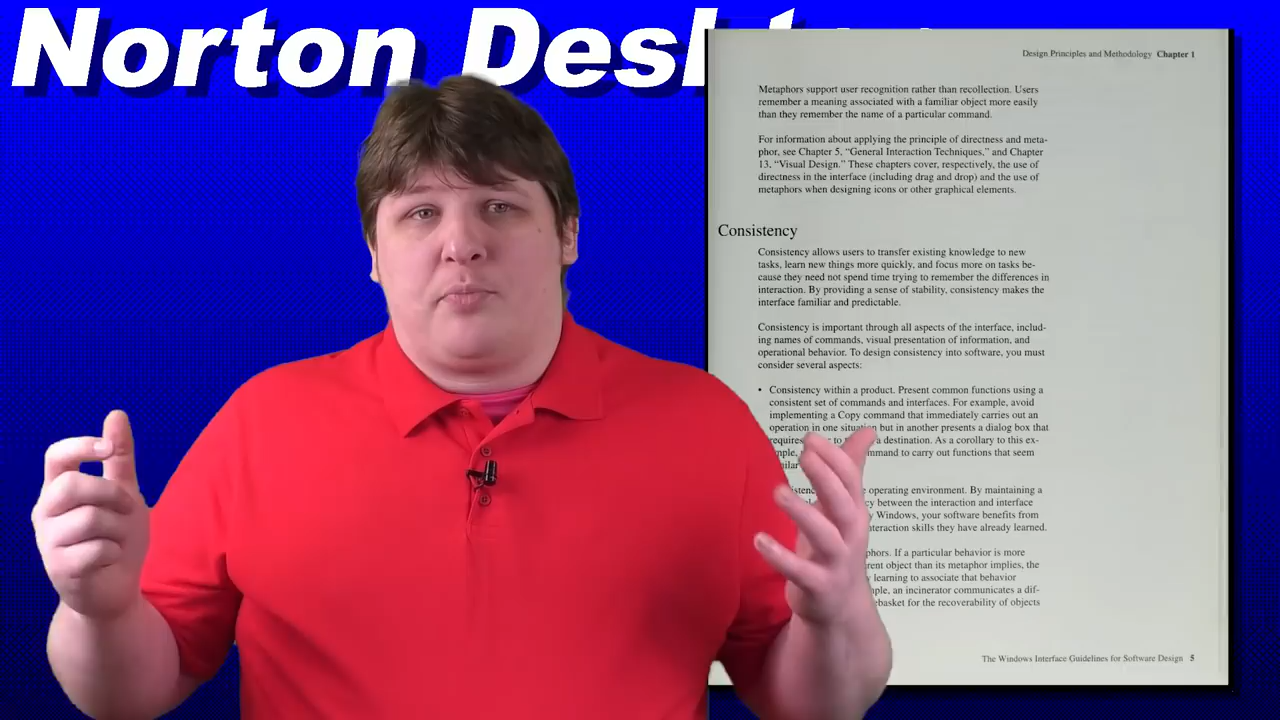 Norton Des
Design Principles and Methodology Chapter 1
Metaphors support user recognition rather than recollection. Users
remember a meaning associated with a familiar object more easily
than they remember the name of a particular command.
For information about applying the principle of directness and meta-
phor, see Chapter 5, “General Interaction Techniques,” and Chapter
13, “Visual Design.” These chapters cover, respectively, the use of
directness in the interface (including drag and drop) and the use of
metaphors when designing icons or other graphical elements.
Consistency
Consistency allows users to transfer existing knowledge to new
tasks, learn new things more quickly, and focus more on tasks be-
cause they need not spend time trying to remember the differences in
interaction. By providing a sense of stability, consistency makes the
interface familiar and predictable.
Consistency is important through all aspects of the interface, includ-
ing names of commands, visual presentation of information, and
operational behavior. To design consistency into software, you must
consider several aspects:
• Consistency within a product. Present common functions using a
consistent set of commands and interfaces. For example, avoid
implementing a Copy command that immediately carries out an
operation in one situation but in another presents a dialog box that
requires a destination. As a corollary to this ex-
to carry out functions that seem
operating environment. By maintaining a
between the interaction and interface
Windows, your software benefits from
skills they have already learned.
If a particular behavior is more
object than its metaphor implies, the
learning to associate that behavior
an incinerator communicates a dif-
for the recoverability of objects
The Windows Interface Guidelines for Software Design 5